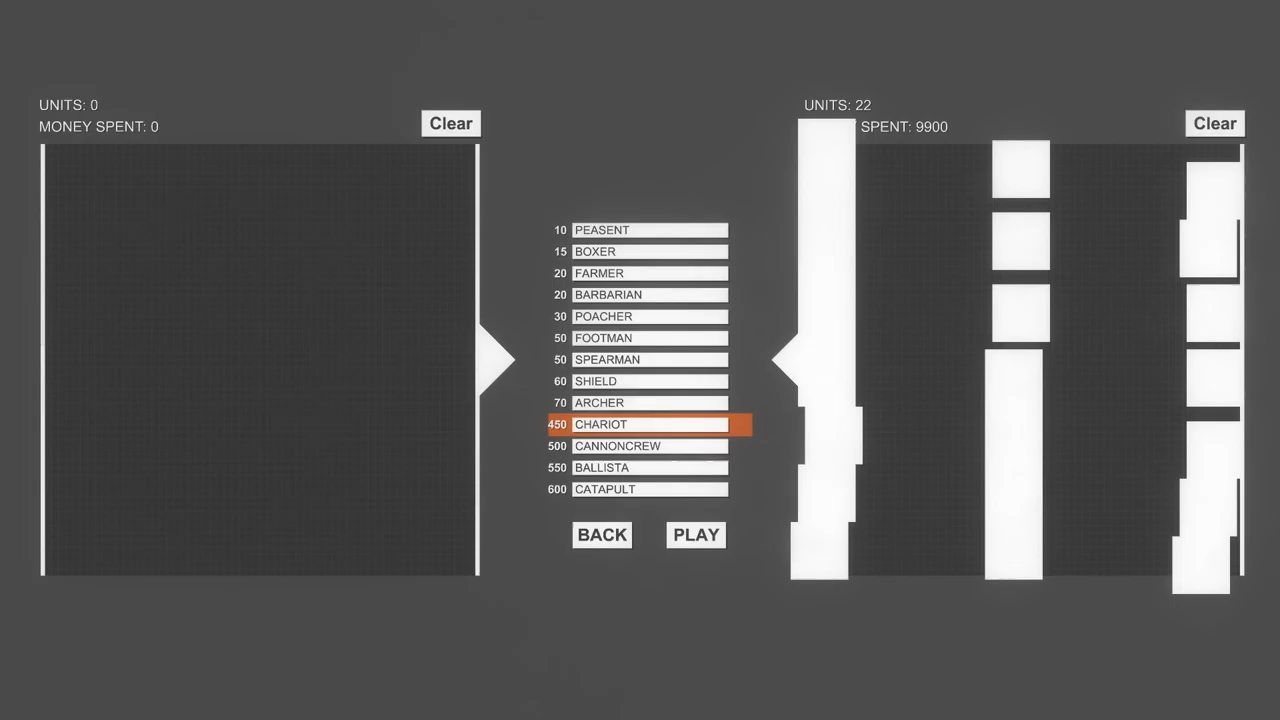 UNITS: 0
MONEY SPENT: 0
Clear
10 PEASENT
15 BOXER
20 FARMER
20 BARBARIAN
30 POACHER
50 FOOTMAN
50 SPEARMAN
60 SHIELD
70 ARCHER
450 CHARIOT
500 CANNONCREW
550 BALLISTA
600 CATAPULT
BACK PLAY
UNITS: 22
SPENT: 9900
Clear